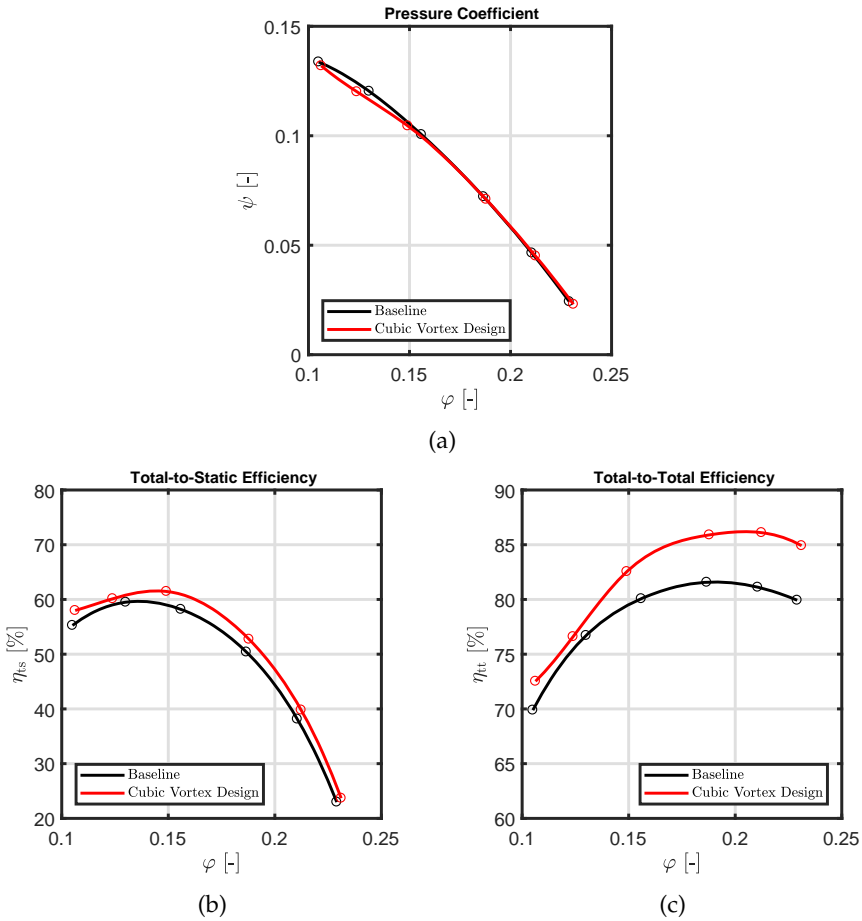 Pressure Coefficient
0.15
0.1
0.05
0
ψ [-]
Baseline
Cubic Vortex Design
0.1 0.15 0.2 0.25
φ [-]
(a)
Total-to-Static Efficiency
80
70
60
50
40
30
20
η_ts [%]
Baseline
Cubic Vortex Design
0.1 0.15 0.2 0.25
φ [-]
(b)
Total-to-Total Efficiency
90
85
80
75
70
65
60
η_tt [%]
Baseline
Cubic Vortex Design
0.1 0.15 0.2 0.25
φ [-]
(c)